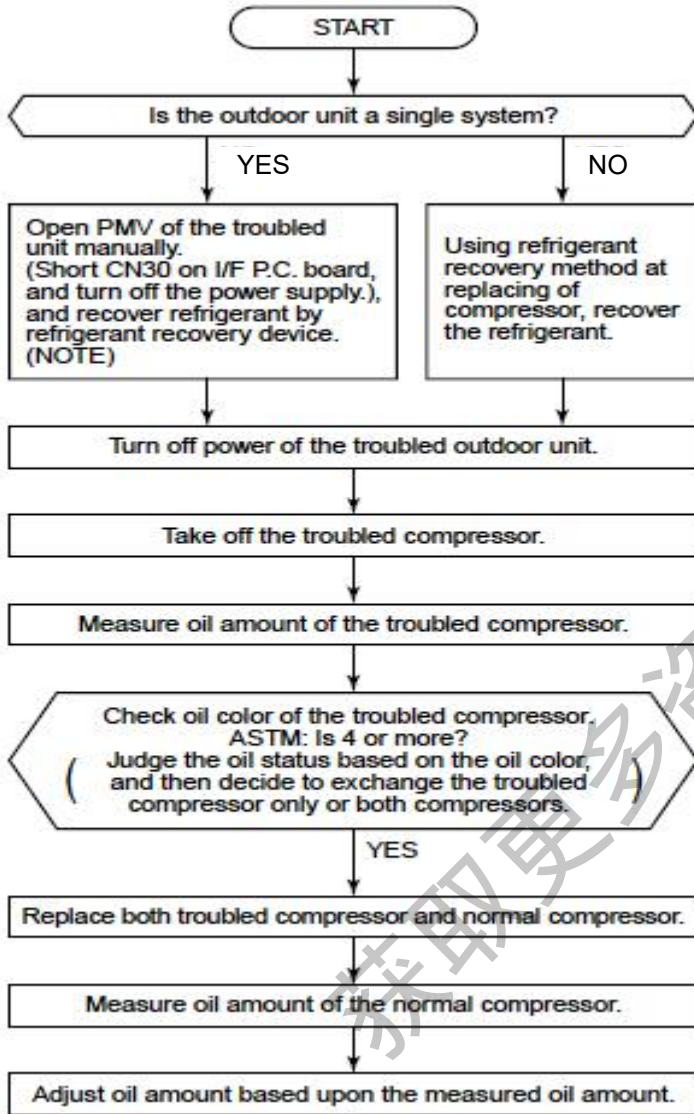 START
Is the outdoor unit a single system?
YES
NO
Open PMV of the troubled
unit manually.
(Short CN30 on I/F P.C. board,
and turn off the power supply.),
and recover refrigerant by
refrigerant recovery device.
(NOTE)
Using refrigerant
recovery method at
replacing of
compressor, recover
the refrigerant.
Turn off power of the troubled outdoor unit.
Take off the troubled compressor.
Measure oil amount of the troubled compressor.
Check oil color of the troubled compressor.
ASTM: Is 4 or more?
( Judge the oil status based on the oil color,
and then decide to exchange the troubled
compressor only or both compressors. )
YES
Replace both troubled compressor and normal compressor.
Measure oil amount of the normal compressor.
Adjust oil amount based upon the measured oil amount.
获取更多资